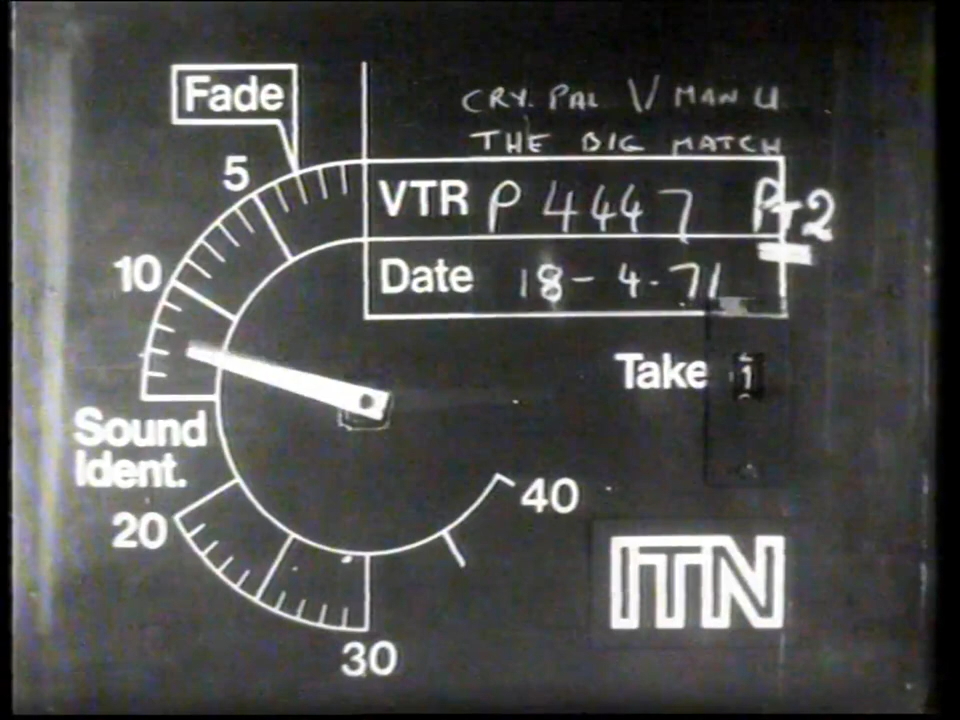 CRY. PAL V MAN U
THE BIG MATCH
Fade
VTR P 4447 PT2
Date 18-4-71
5
10
Take 1
Sound
Ident.
20
40
30
ITN